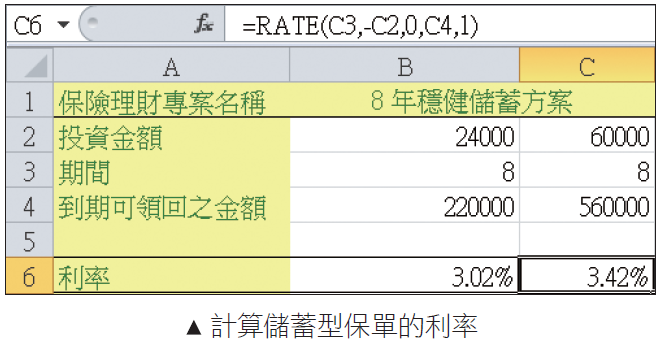 C6 fx =RATE(C3,-C2,0,C4,1)
A B C
1 保險理財專案名稱 8 年穩健儲蓄方案
2 投資金額 24000 60000
3 期間 8 8
4 到期可領回之金額 220000 560000
5
6 利率 3.02% 3.42%
▲ 計算儲蓄型保單的利率